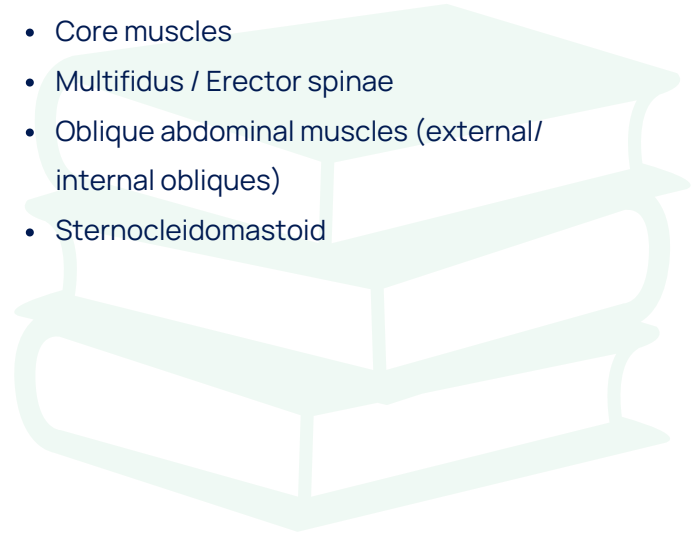 • Core muscles
• Multifidus / Erector spinae
• Oblique abdominal muscles (external/
internal obliques)
• Sternocleidomastoid